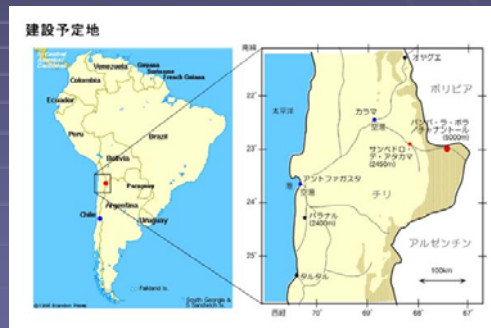 建設予定地
Venezuela
Guyana
Suriname
French Guiana
Colombia
Ecuador
Peru
Brazil
Bolivia
Paraguay
Chile
Argentina
Uruguay
Falkland Is.
South Georgia &
S Sandwich Is.
南緯
22°
23°
24°
25°
オヤグエ
ボリビア
太平洋
カラマ
空港
パンパ・ラ・ボラ
/チャナントール
(5000m)
サンペドロ
・デ・アタカマ
(2450m)
アントファガスタ
港
空港
チリ
パラナル
(2400m)
アルゼンチン
タルタル
100km
西経
70°
69°
68°
67°